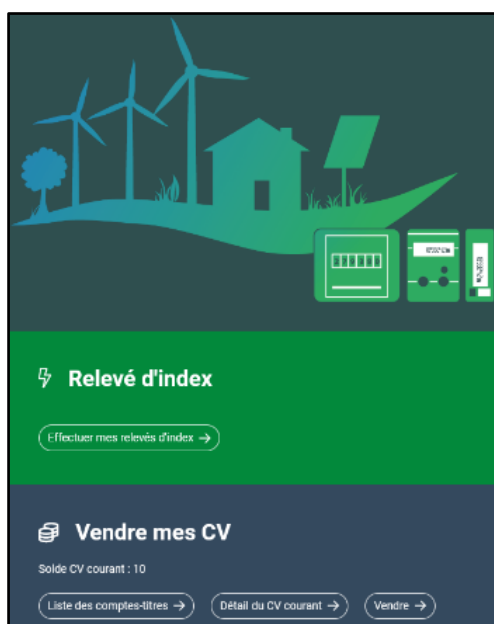 Relevé d'index
Effectuer mes relevés d'index →
Vendre mes CV
Solde CV courant : 10
Liste des comptes-titres →
Détail du CV courant →
Vendre →